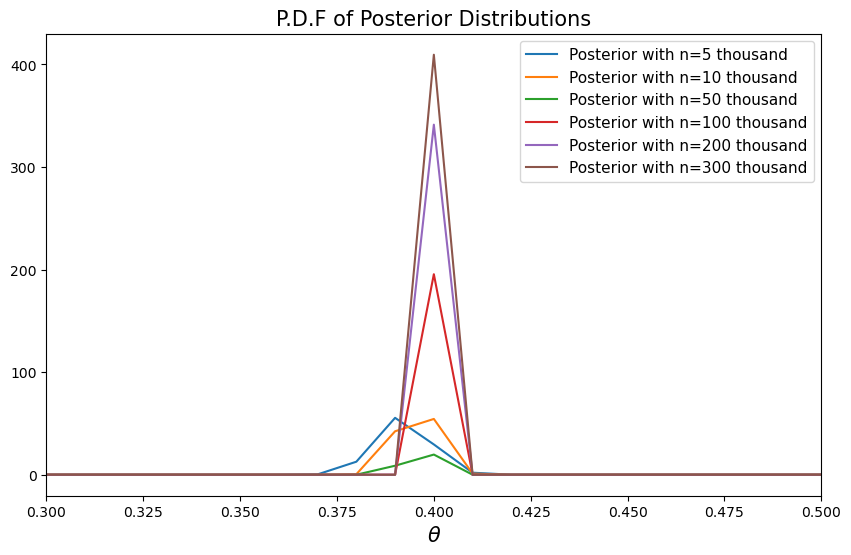 P.D.F of Posterior Distributions
400
300
200
100
0
Posterior with n=5 thousand
Posterior with n=10 thousand
Posterior with n=50 thousand
Posterior with n=100 thousand
Posterior with n=200 thousand
Posterior with n=300 thousand
0.300 0.325 0.350 0.375 0.400 0.425 0.450 0.475 0.500
θ